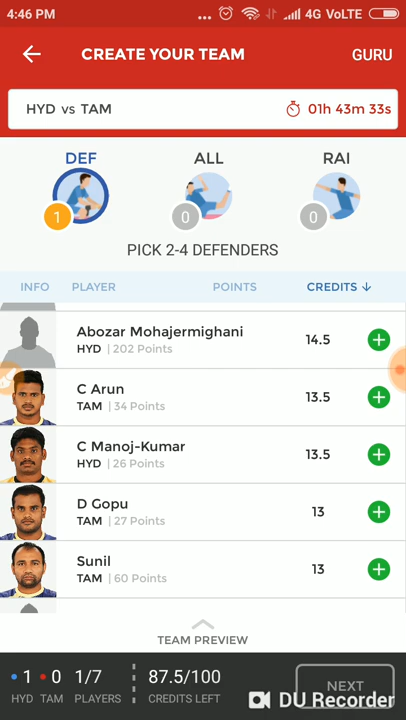 4:46 PM ... 4G VoLTE
CREATE YOUR TEAM GURU
HYD vs TAM 01h 43m 33s
DEF ALL RAI
1 0 0
PICK 2-4 DEFENDERS
INFO PLAYER POINTS CREDITS ↓
Abozar Mohajermighani
HYD | 202 Points 14.5 +
C Arun
TAM | 34 Points 13.5 +
C Manoj-Kumar
HYD | 26 Points 13.5 +
D Gopu
TAM | 27 Points 13 +
Sunil
TAM | 60 Points 13 +
TEAM PREVIEW
1 0 1/7 87.5/100 NEXT
HYD TAM PLAYERS CREDITS LEFT
DU Recorder